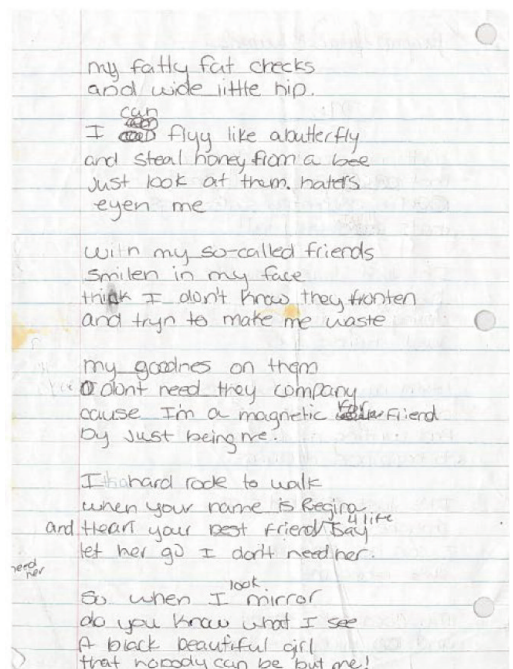 my fattly fat checks
and wide little hip.
can
I flyy like abutterfly
and steal honey from a bee
Just look at them. haters
eyen me
with my so-called friends
smilen in my face
think I don't know they fronten
and tryn to make me waste
my goodnes on them
I dont need they company
cause I'm a magnetic friend
by just being me.
I hard rode to walk
when your name is Regina
and Heart your best friend say 4 life
let her go I don't need her.
need her
look
So when I mirror
do you know what I see
A black beautiful girl
that nobody can be but me!